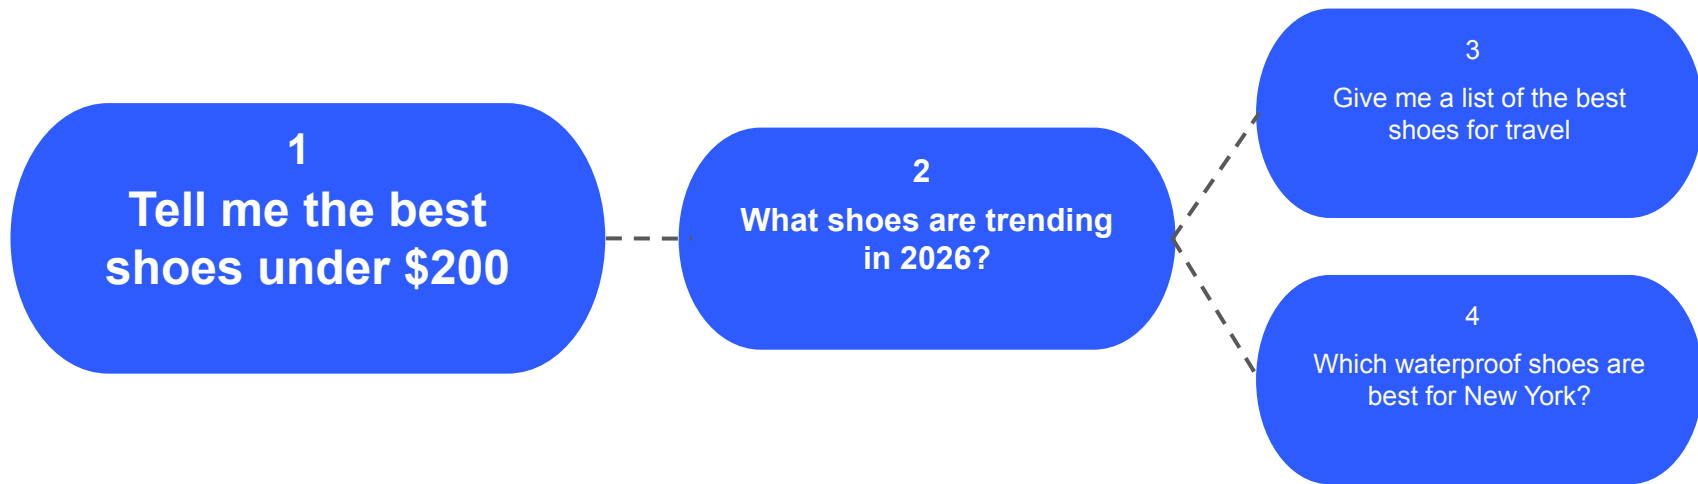 1
Tell me the best
shoes under $200
2
What shoes are trending
in 2026?
3
Give me a list of the best
shoes for travel
4
Which waterproof shoes are
best for New York?